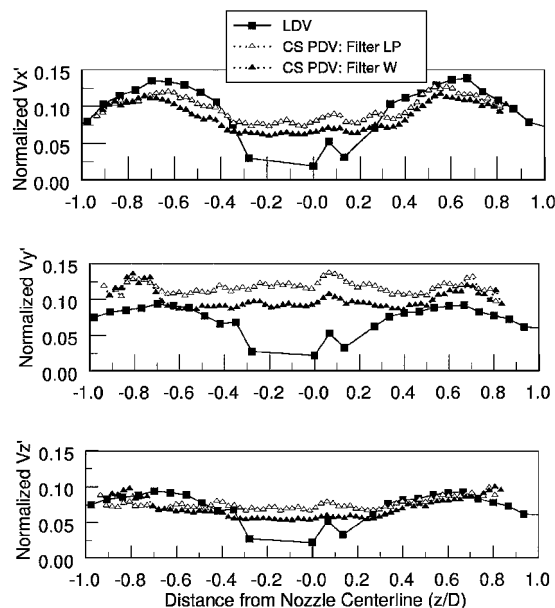 LDV
CS PDV: Filter LP
CS PDV: Filter W
Normalized Vx'
0.15
0.10
0.05
0.00
-1.0 -0.8 -0.6 -0.4 -0.2 -0.0 0.2 0.4 0.6 0.8 1.0
Normalized Vy'
0.15
0.10
0.05
0.00
-1.0 -0.8 -0.6 -0.4 -0.2 -0.0 0.2 0.4 0.6 0.8 1.0
Normalized Vz'
0.15
0.10
0.05
0.00
-1.0 -0.8 -0.6 -0.4 -0.2 -0.0 0.2 0.4 0.6 0.8 1.0
Distance from Nozzle Centerline (z/D)